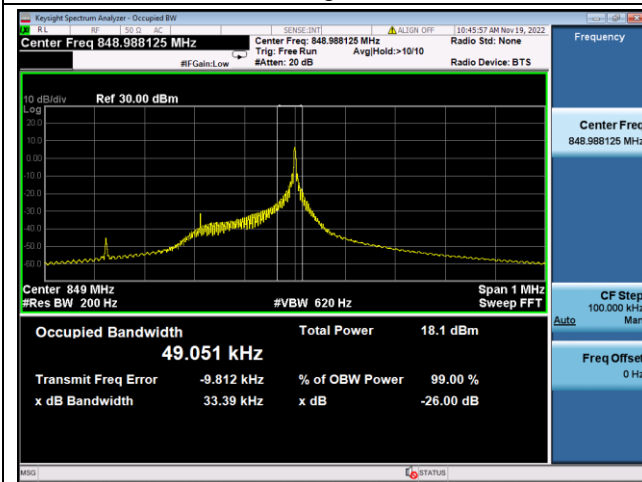 Keysight Spectrum Analyzer - Occupied BW
RL RF 50 Ω AC SENSE:INT ALIGN OFF 10:45:57 AM Nov 19, 2022
Center Freq 848.988125 MHz Center Freq: 848.988125 MHz Radio Std: None
Trig: Free Run Avg|Hold:>10/10
#IFGain:Low #Atten: 20 dB Radio Device: BTS
10 dB/div Ref 30.00 dBm
Log
20.0
10.0
0.00
-10.0
-20.0
-30.0
-40.0
-50.0
-60.0
Center 849 MHz Span 1 MHz
#Res BW 200 Hz #VBW 620 Hz Sweep FFT
Occupied Bandwidth Total Power 18.1 dBm
49.051 kHz
Transmit Freq Error -9.812 kHz % of OBW Power 99.00 %
x dB Bandwidth 33.39 kHz x dB -26.00 dB
MSG STATUS
Frequency
Center Freq
848.988125 MHz
CF Step
100.000 kHz
Auto Man
Freq Offset
0 Hz